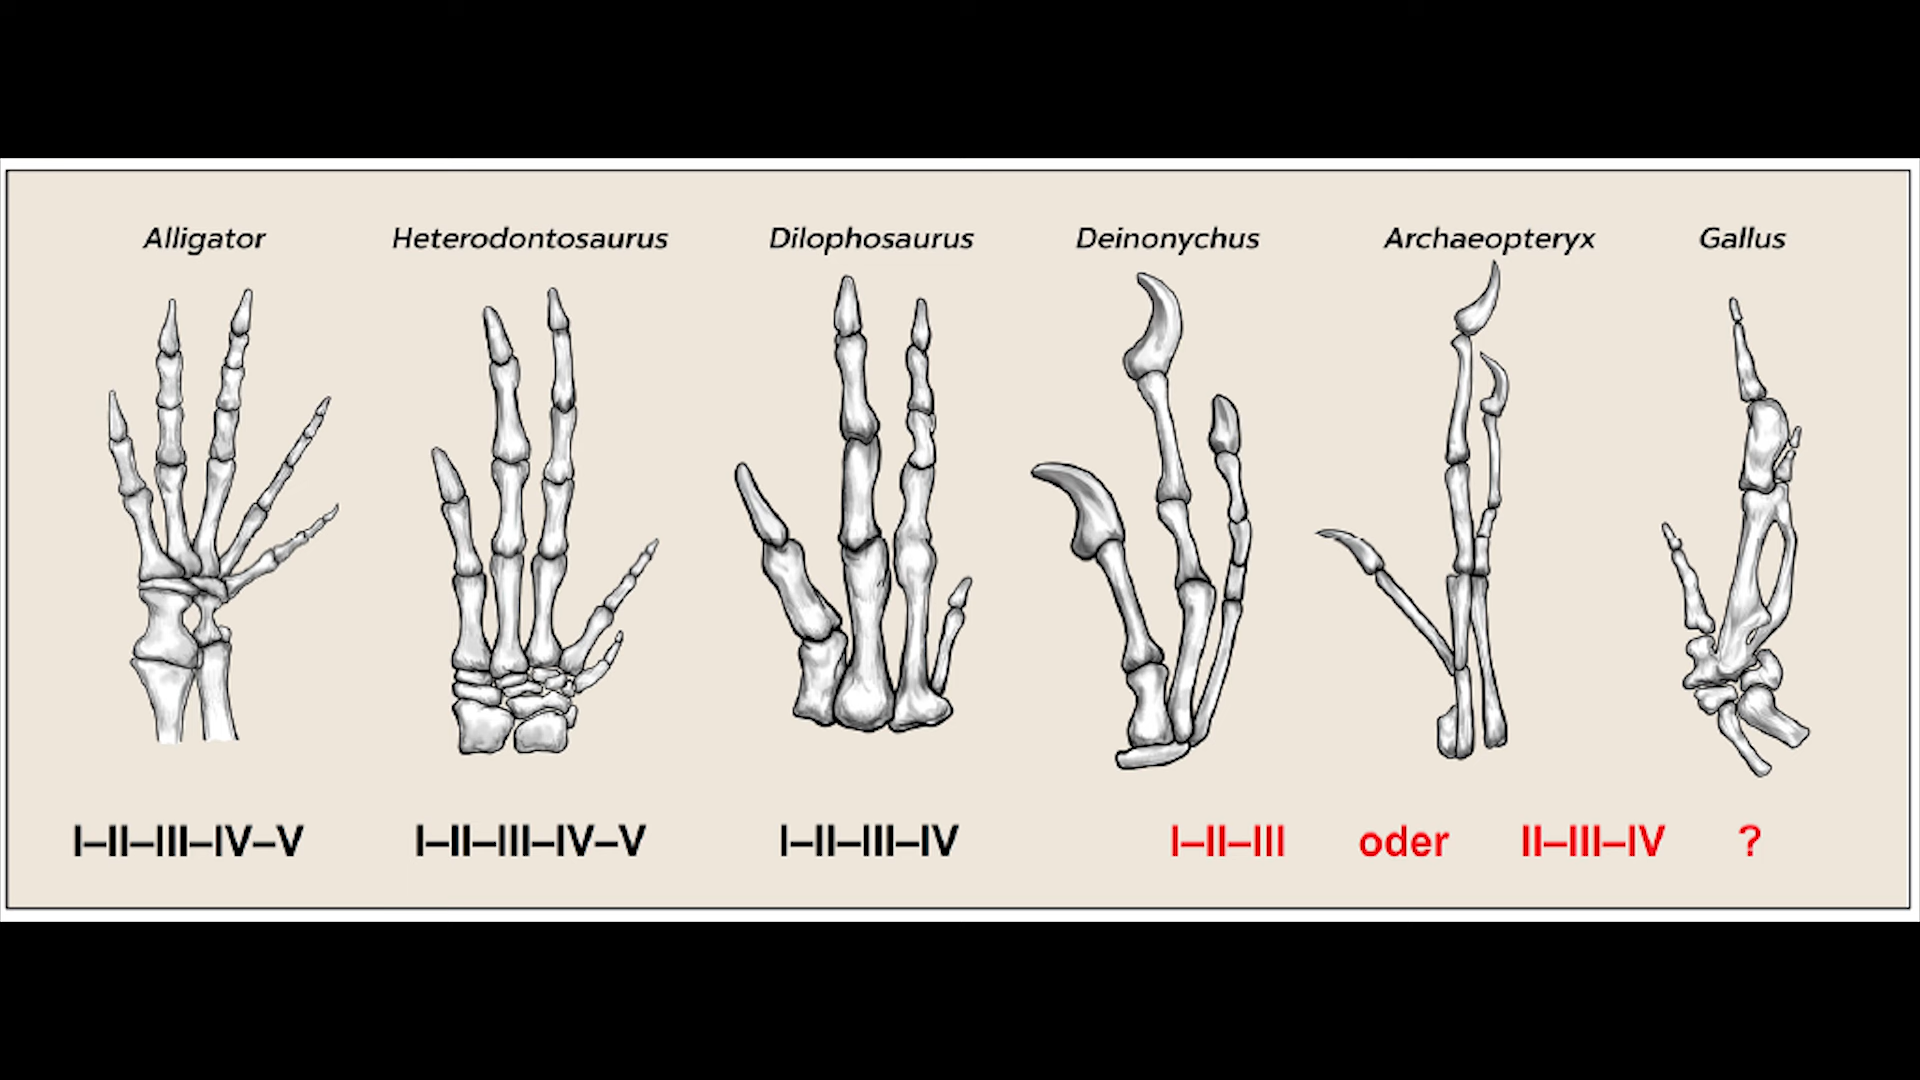 Alligator Heterodontosaurus Dilophosaurus Deinonychus Archaeopteryx Gallus
I–II–III–IV–V I–II–III–IV–V I–II–III–IV I–II–III oder II–III–IV ?